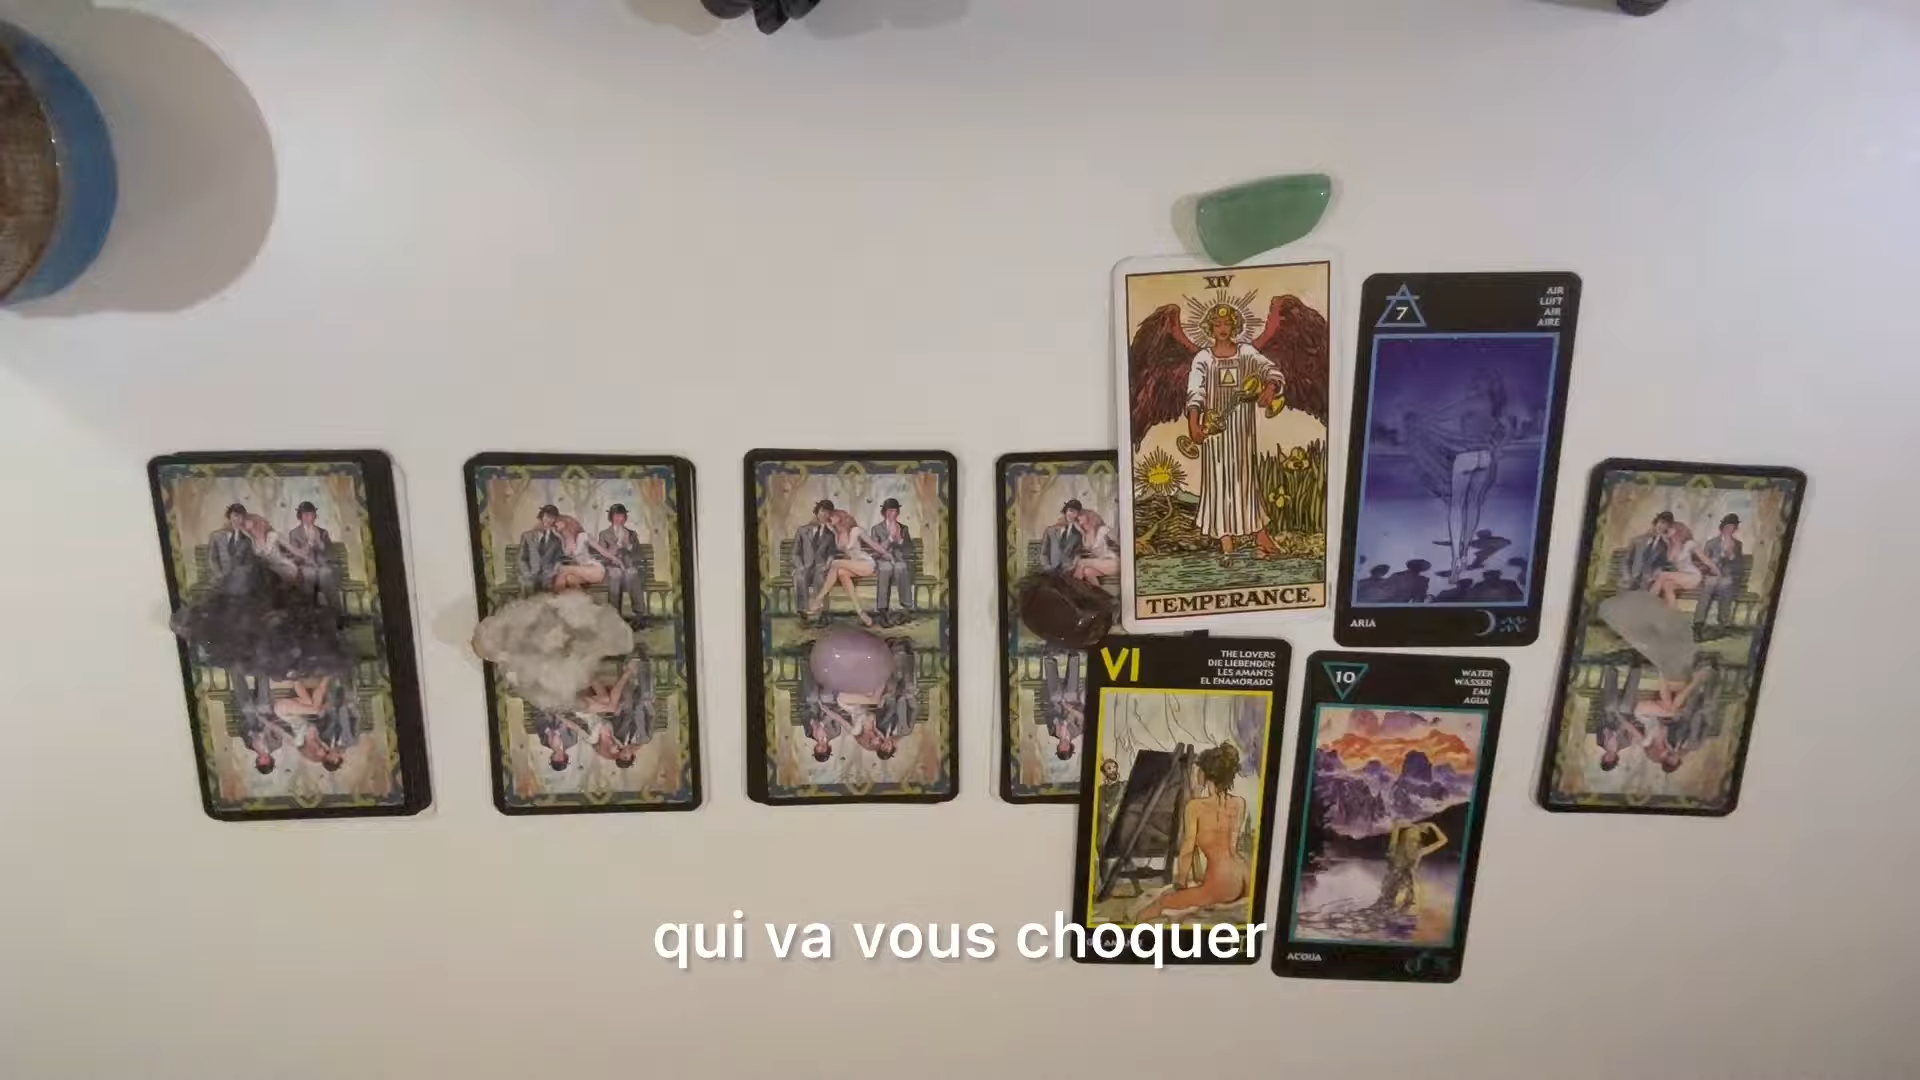 XIV
TEMPERANCE.
7
AIR
LUFT
AIR
AIRE
ARIA
VI
THE LOVERS
DIE LIEBENDEN
LES AMANTS
EL ENAMORADO
10
WATER
WASSER
EAU
AGUA
ACQUA
qui va vous choquer